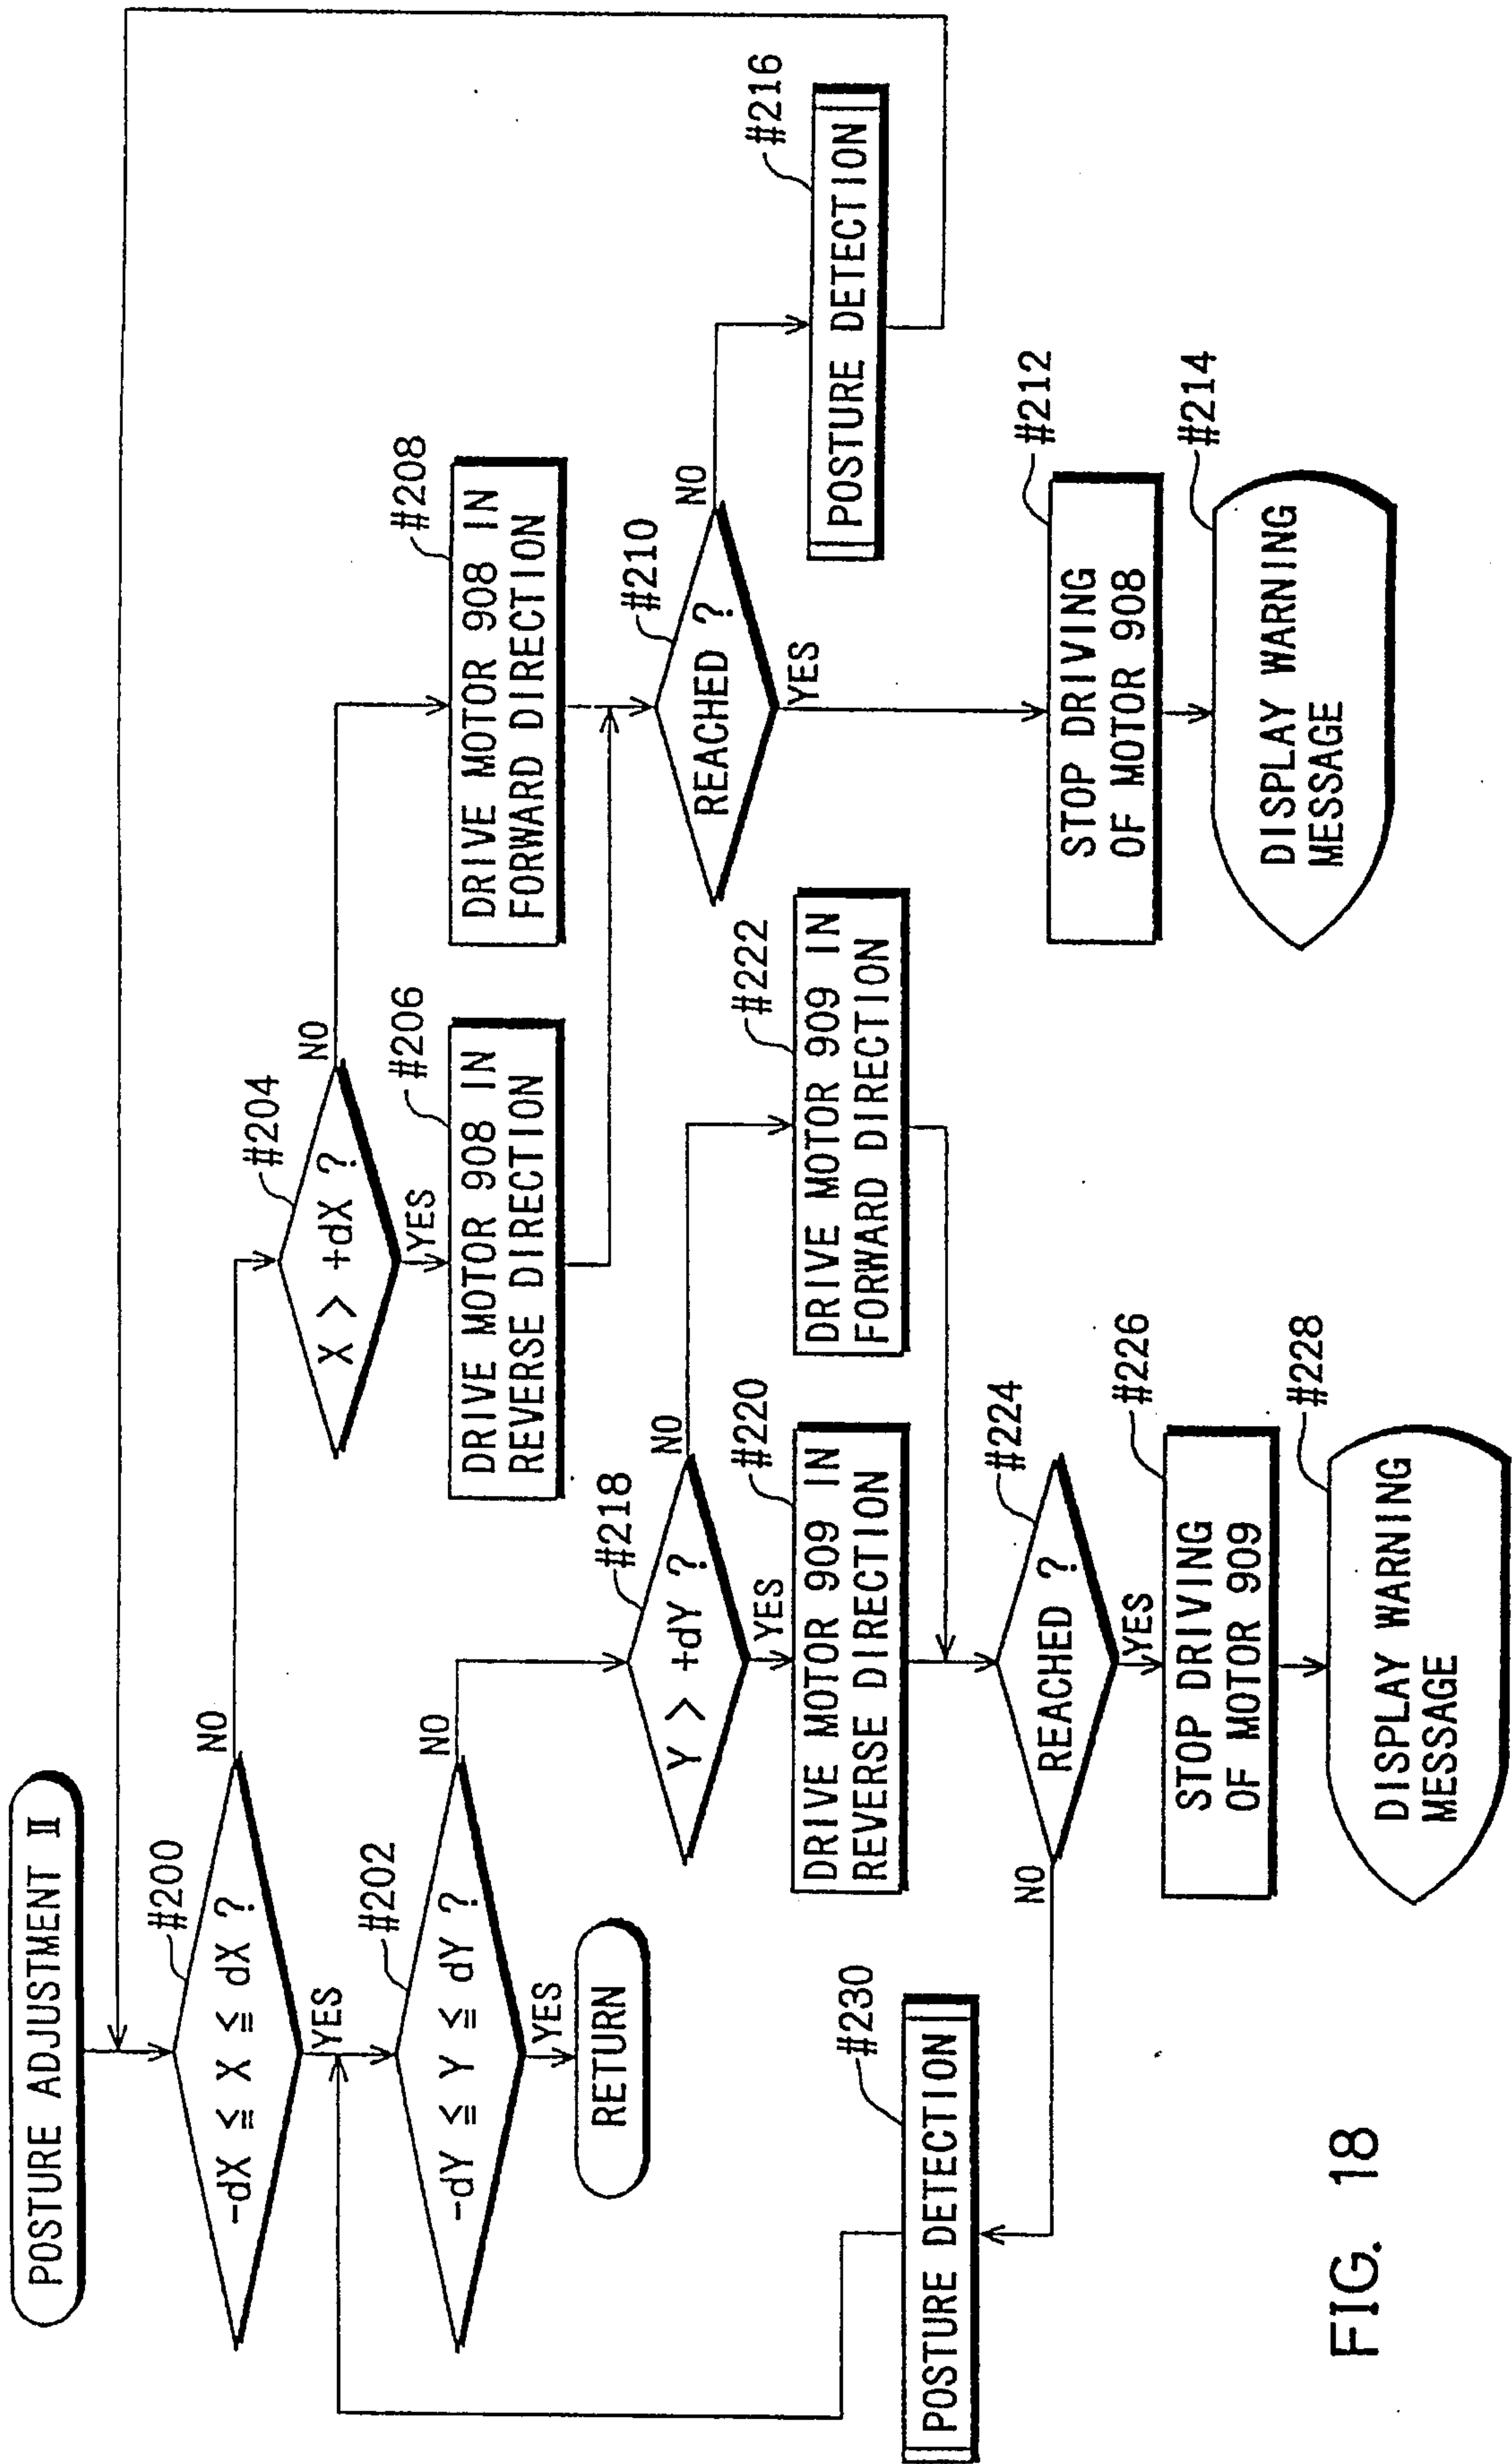 POSTURE ADJUSTMENT II
#200
-dX ≦ X ≦ dX ?
NO
YES
#202
-dY ≦ Y ≦ dY ?
NO
YES
RETURN
#204
X > +dX ?
NO
YES
#206
DRIVE MOTOR 908 IN
REVERSE DIRECTION
#208
DRIVE MOTOR 908 IN
FORWARD DIRECTION
#210
REACHED ?
NO
YES
#212
STOP DRIVING
OF MOTOR 908
#214
DISPLAY WARNING
MESSAGE
#216
POSTURE DETECTION
#218
Y > +dY ?
NO
YES
#220
DRIVE MOTOR 909 IN
REVERSE DIRECTION
#222
DRIVE MOTOR 909 IN
FORWARD DIRECTION
#224
REACHED ?
NO
YES
#226
STOP DRIVING
OF MOTOR 909
#228
DISPLAY WARNING
MESSAGE
#230
POSTURE DETECTION
FIG. 18